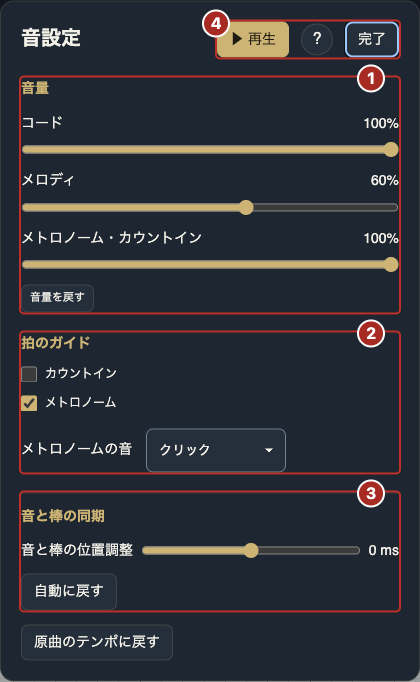 音設定
4
▶ 再生
?
完了
1
音量
コード 100%
メロディ 60%
メトロノーム・カウントイン 100%
音量を戻す
2
拍のガイド
カウントイン
メトロノーム
メトロノームの音 クリック
3
音と棒の同期
音と棒の位置調整 0 ms
自動に戻す
原曲のテンポに戻す